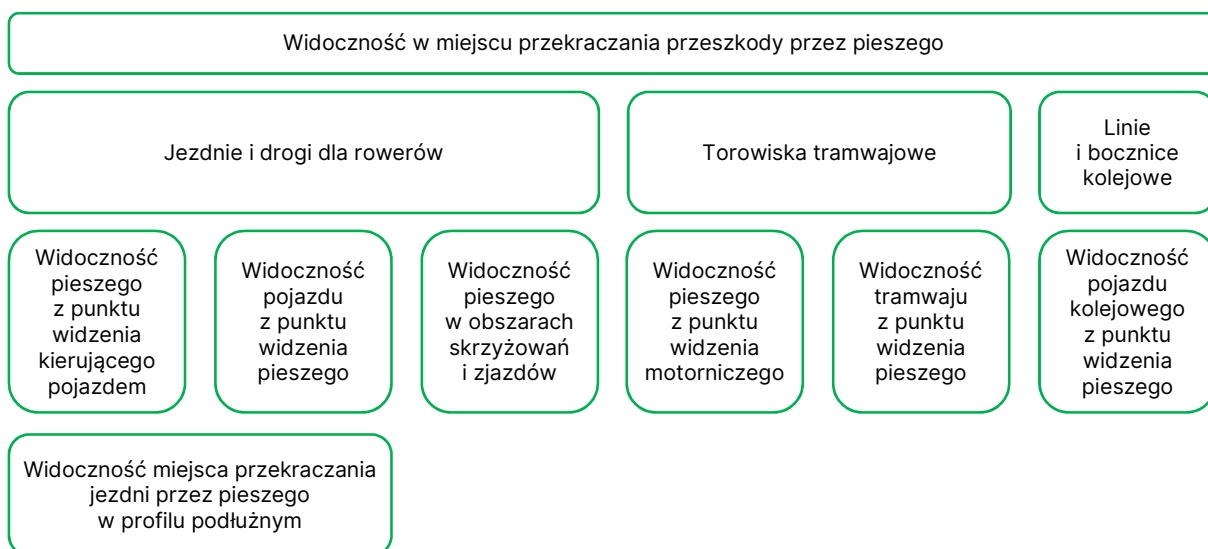 Widoczność w miejscu przekraczania przeszkody przez pieszego
Jezdnie i drogi dla rowerów
Torowiska tramwajowe
Linie
i bocznice
kolejowe
Widoczność
pieszego
z punktu
widzenia
kierującego
pojazdem
Widoczność
pojazdu
z punktu
widzenia
pieszego
Widoczność
pieszego
w obszarach
skrzyżowań
i zjazdów
Widoczność
pieszego
z punktu
widzenia
motorniczego
Widoczność
tramwaju
z punktu
widzenia
pieszego
Widoczność
pojazdu
kolejowego
z punktu
widzenia
pieszego
Widoczność miejsca przekraczania
jezdni przez pieszego
w profilu podłużnym